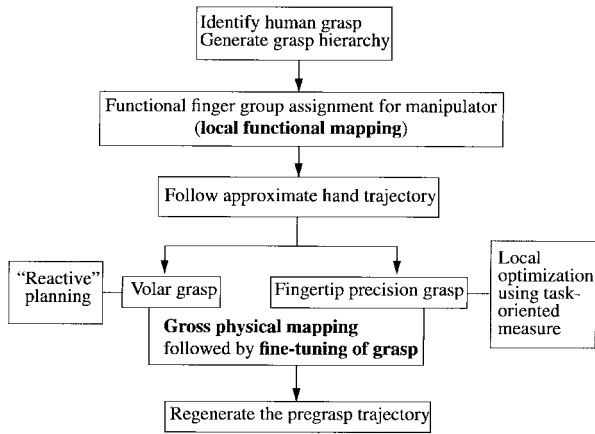 Identify human grasp
Generate grasp hierarchy
Functional finger group assignment for manipulator
(local functional mapping)
Follow approximate hand trajectory
“Reactive”
planning
Volar grasp
Fingertip precision grasp
Local
optimization
using task-
oriented
measure
Gross physical mapping
followed by fine-tuning of grasp
Regenerate the pregrasp trajectory